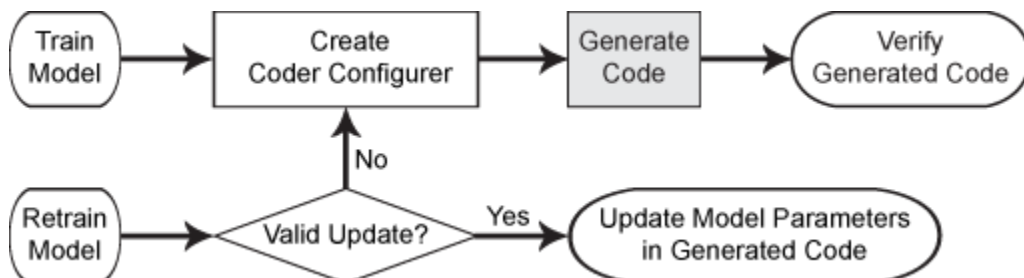 Train
Model
Create
Coder Configurer
Generate
Code
Verify
Generated Code
No
Retrain
Model
Valid Update?
Yes
Update Model Parameters
in Generated Code